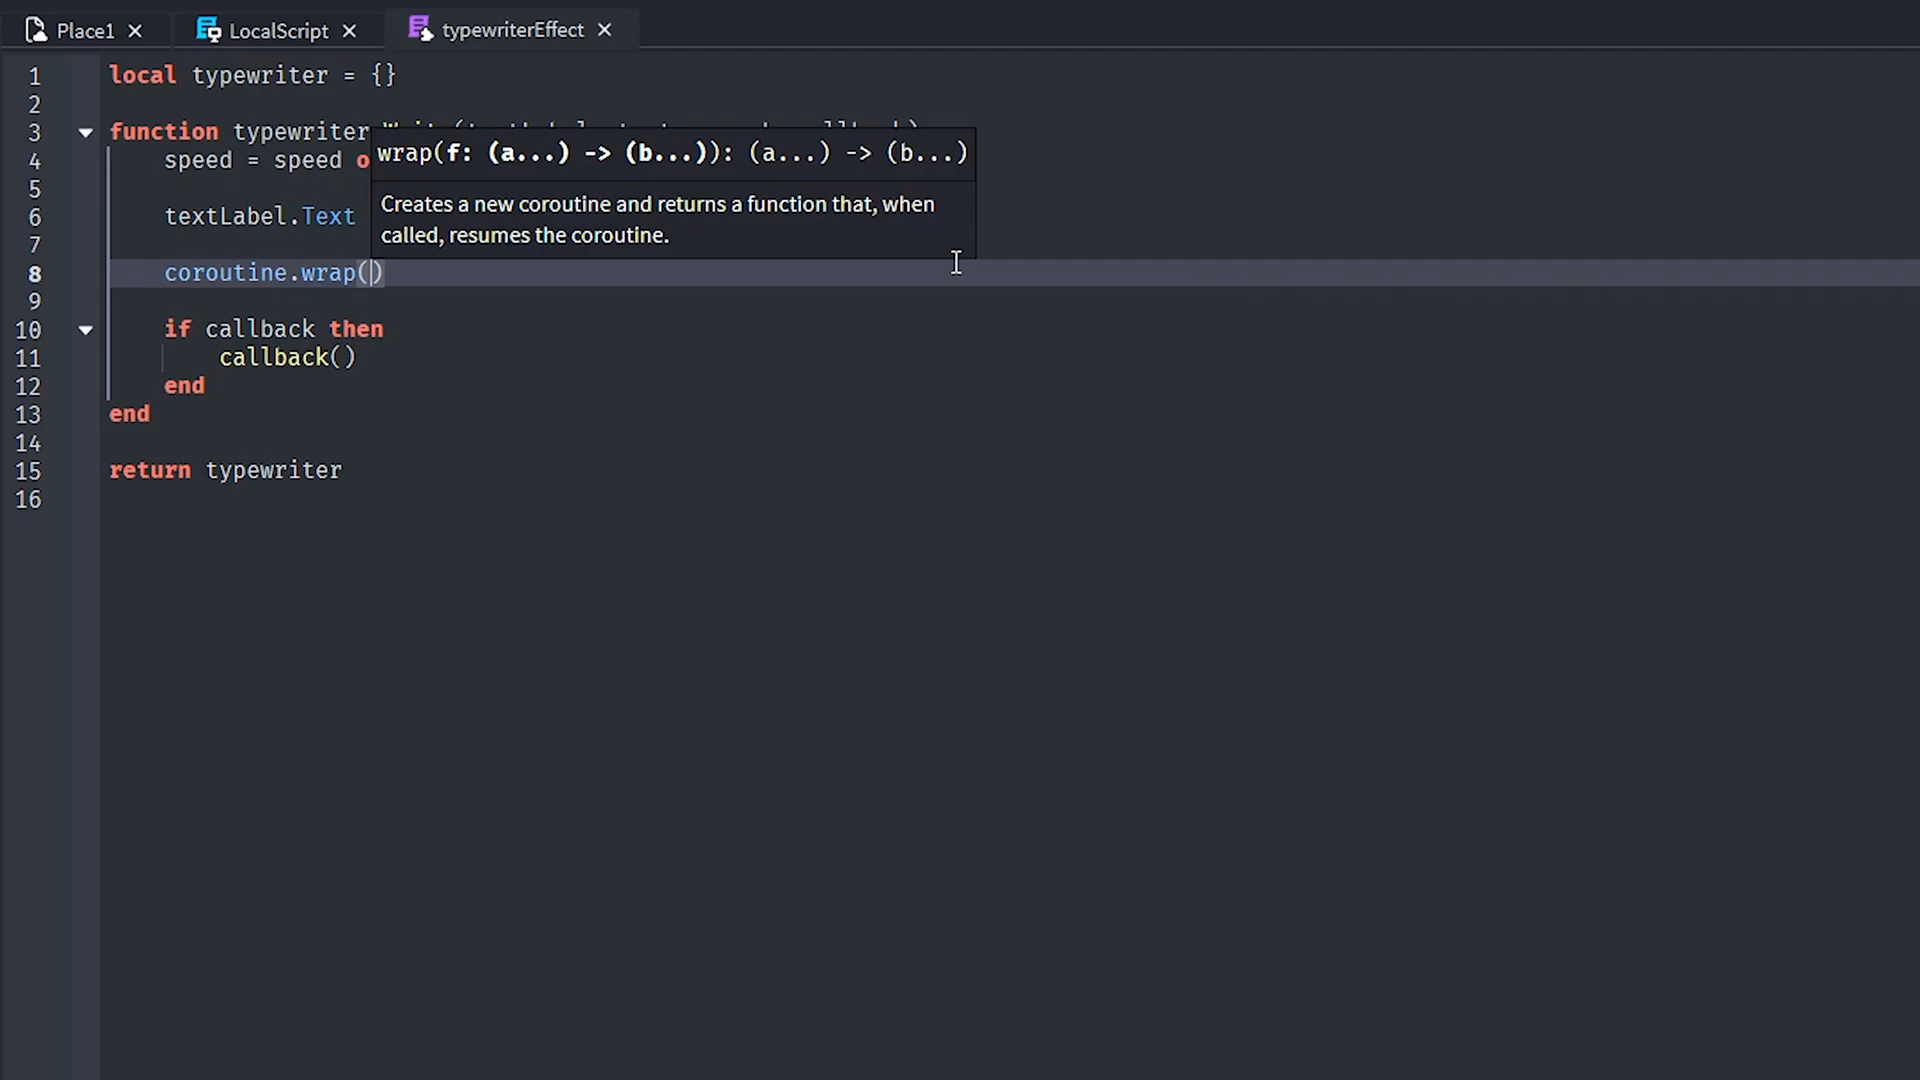 Place1 LocalScript typewriterEffect
1 local typewriter = {}
2
3 function typewriter
4 speed = speed o
wrap(f: (a...) -> (b...)): (a...) -> (b...)
5
Creates a new coroutine and returns a function that, when
6 textLabel.Text
called, resumes the coroutine.
7
8 coroutine.wrap()
9
10 if callback then
11 callback()
12 end
13 end
14
15 return typewriter
16